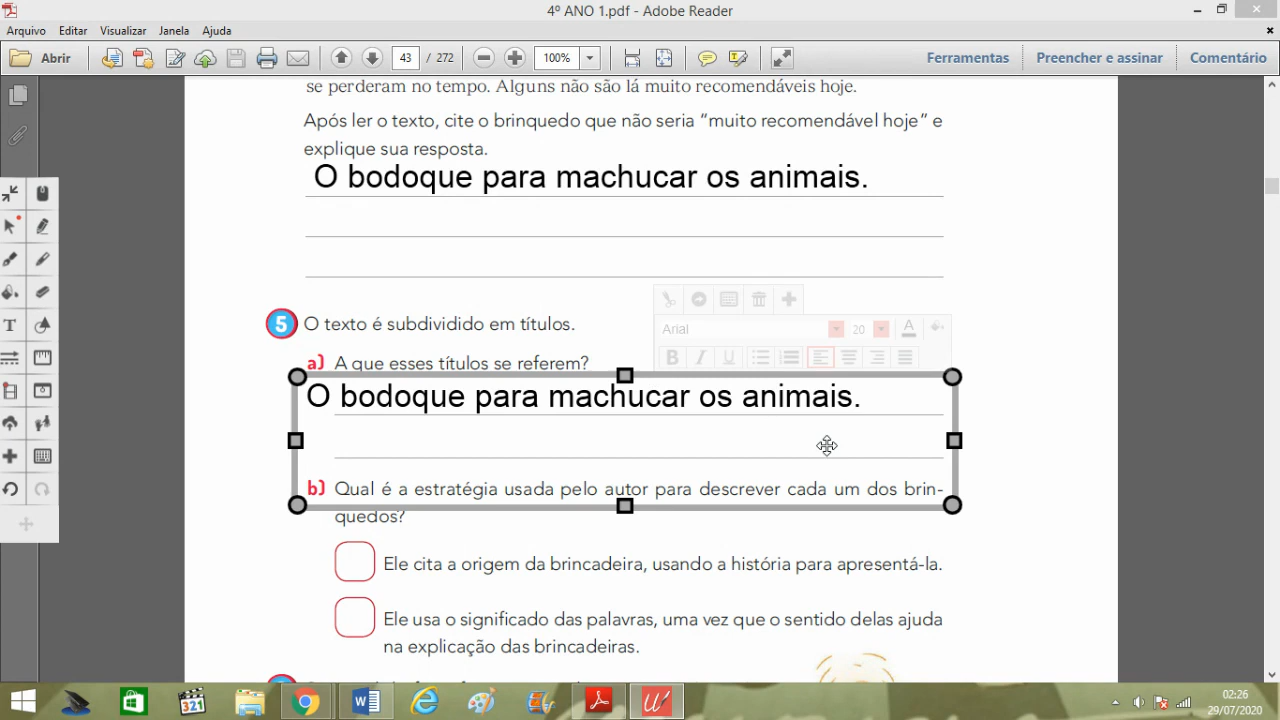 4º ANO 1.pdf - Adobe Reader
Arquivo Editar Visualizar Janela Ajuda
Abrir 43 / 272 100% Ferramentas Preencher e assinar Comentário
se perderam no tempo. Alguns não são lá muito recomendáveis hoje.
Após ler o texto, cite o brinquedo que não seria “muito recomendável hoje” e
explique sua resposta.
O bodoque para machucar os animais.
5 O texto é subdividido em títulos.
Arial 20
B I U
a) A que esses títulos se referem?
O bodoque para machucar os animais.
b) Qual é a estratégia usada pelo autor para descrever cada um dos brin-
quedos?
Ele cita a origem da brincadeira, usando a história para apresentá-la.
Ele usa o significado das palavras, uma vez que o sentido delas ajuda
na explicação das brincadeiras.
321
02:26
29/07/2020